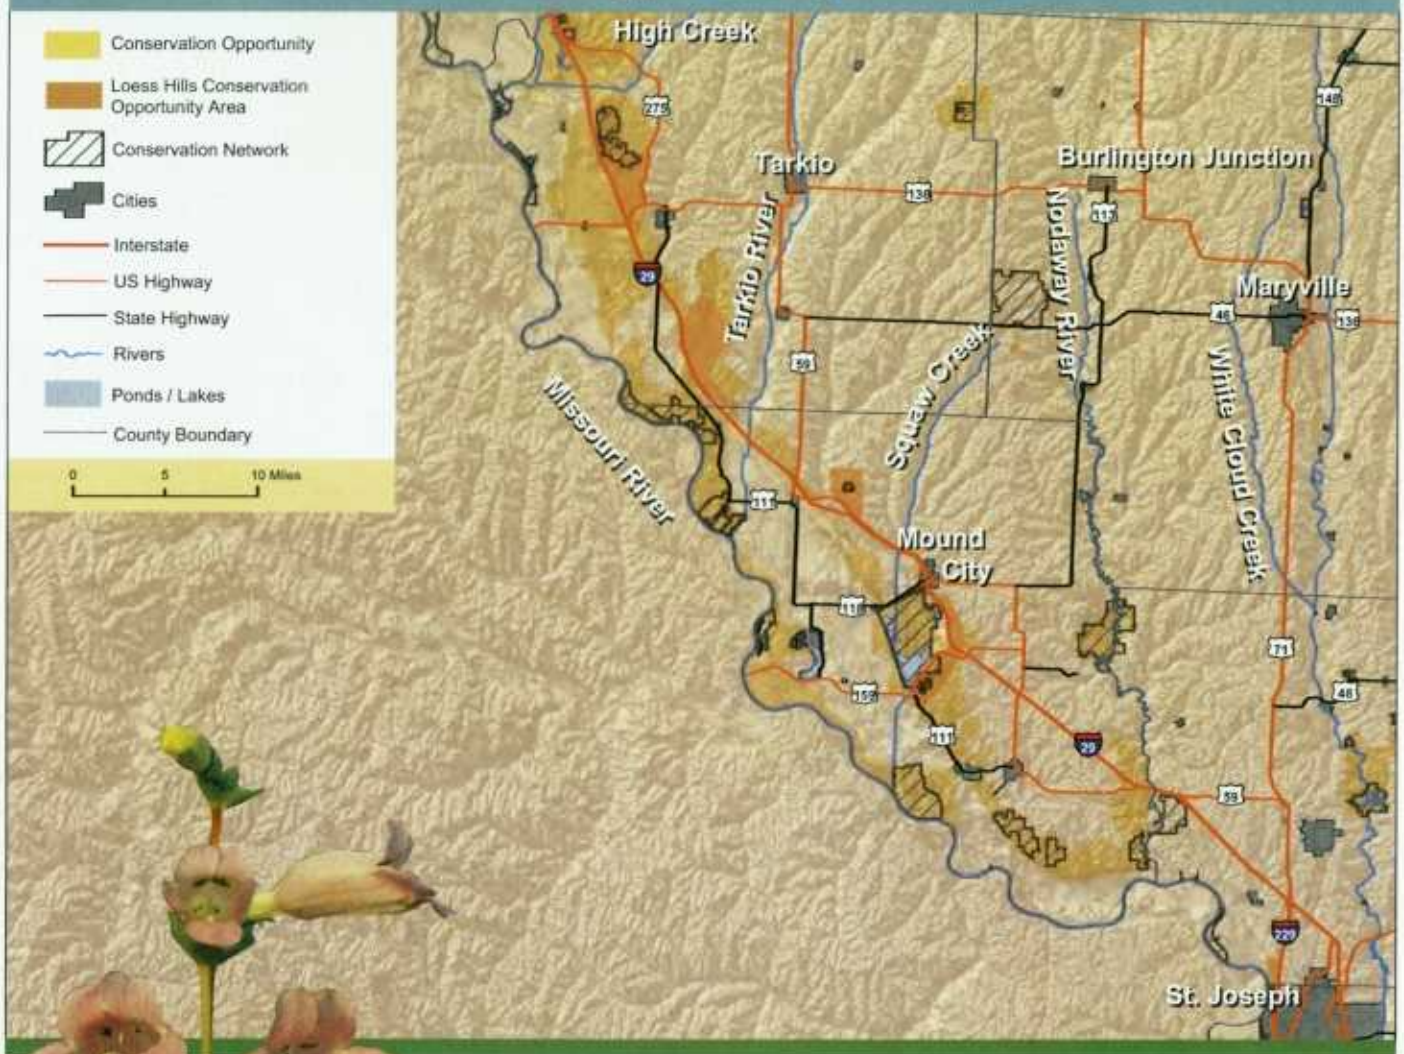 Conservation Opportunity
Loess Hills Conservation
Opportunity Area
Conservation Network
Cities
Interstate
US Highway
State Highway
Rivers
Ponds / Lakes
County Boundary
0 5 10 Miles
High Creek
275
148
Tarkio
Burlington Junction
136
113
Tarkio River
Nodaway River
29
Maryville
46
136
59
Squaw Creek
White Cloud Creek
Missouri River
111
Mound
City
111
71
159
46
111
29
59
229
St. Joseph